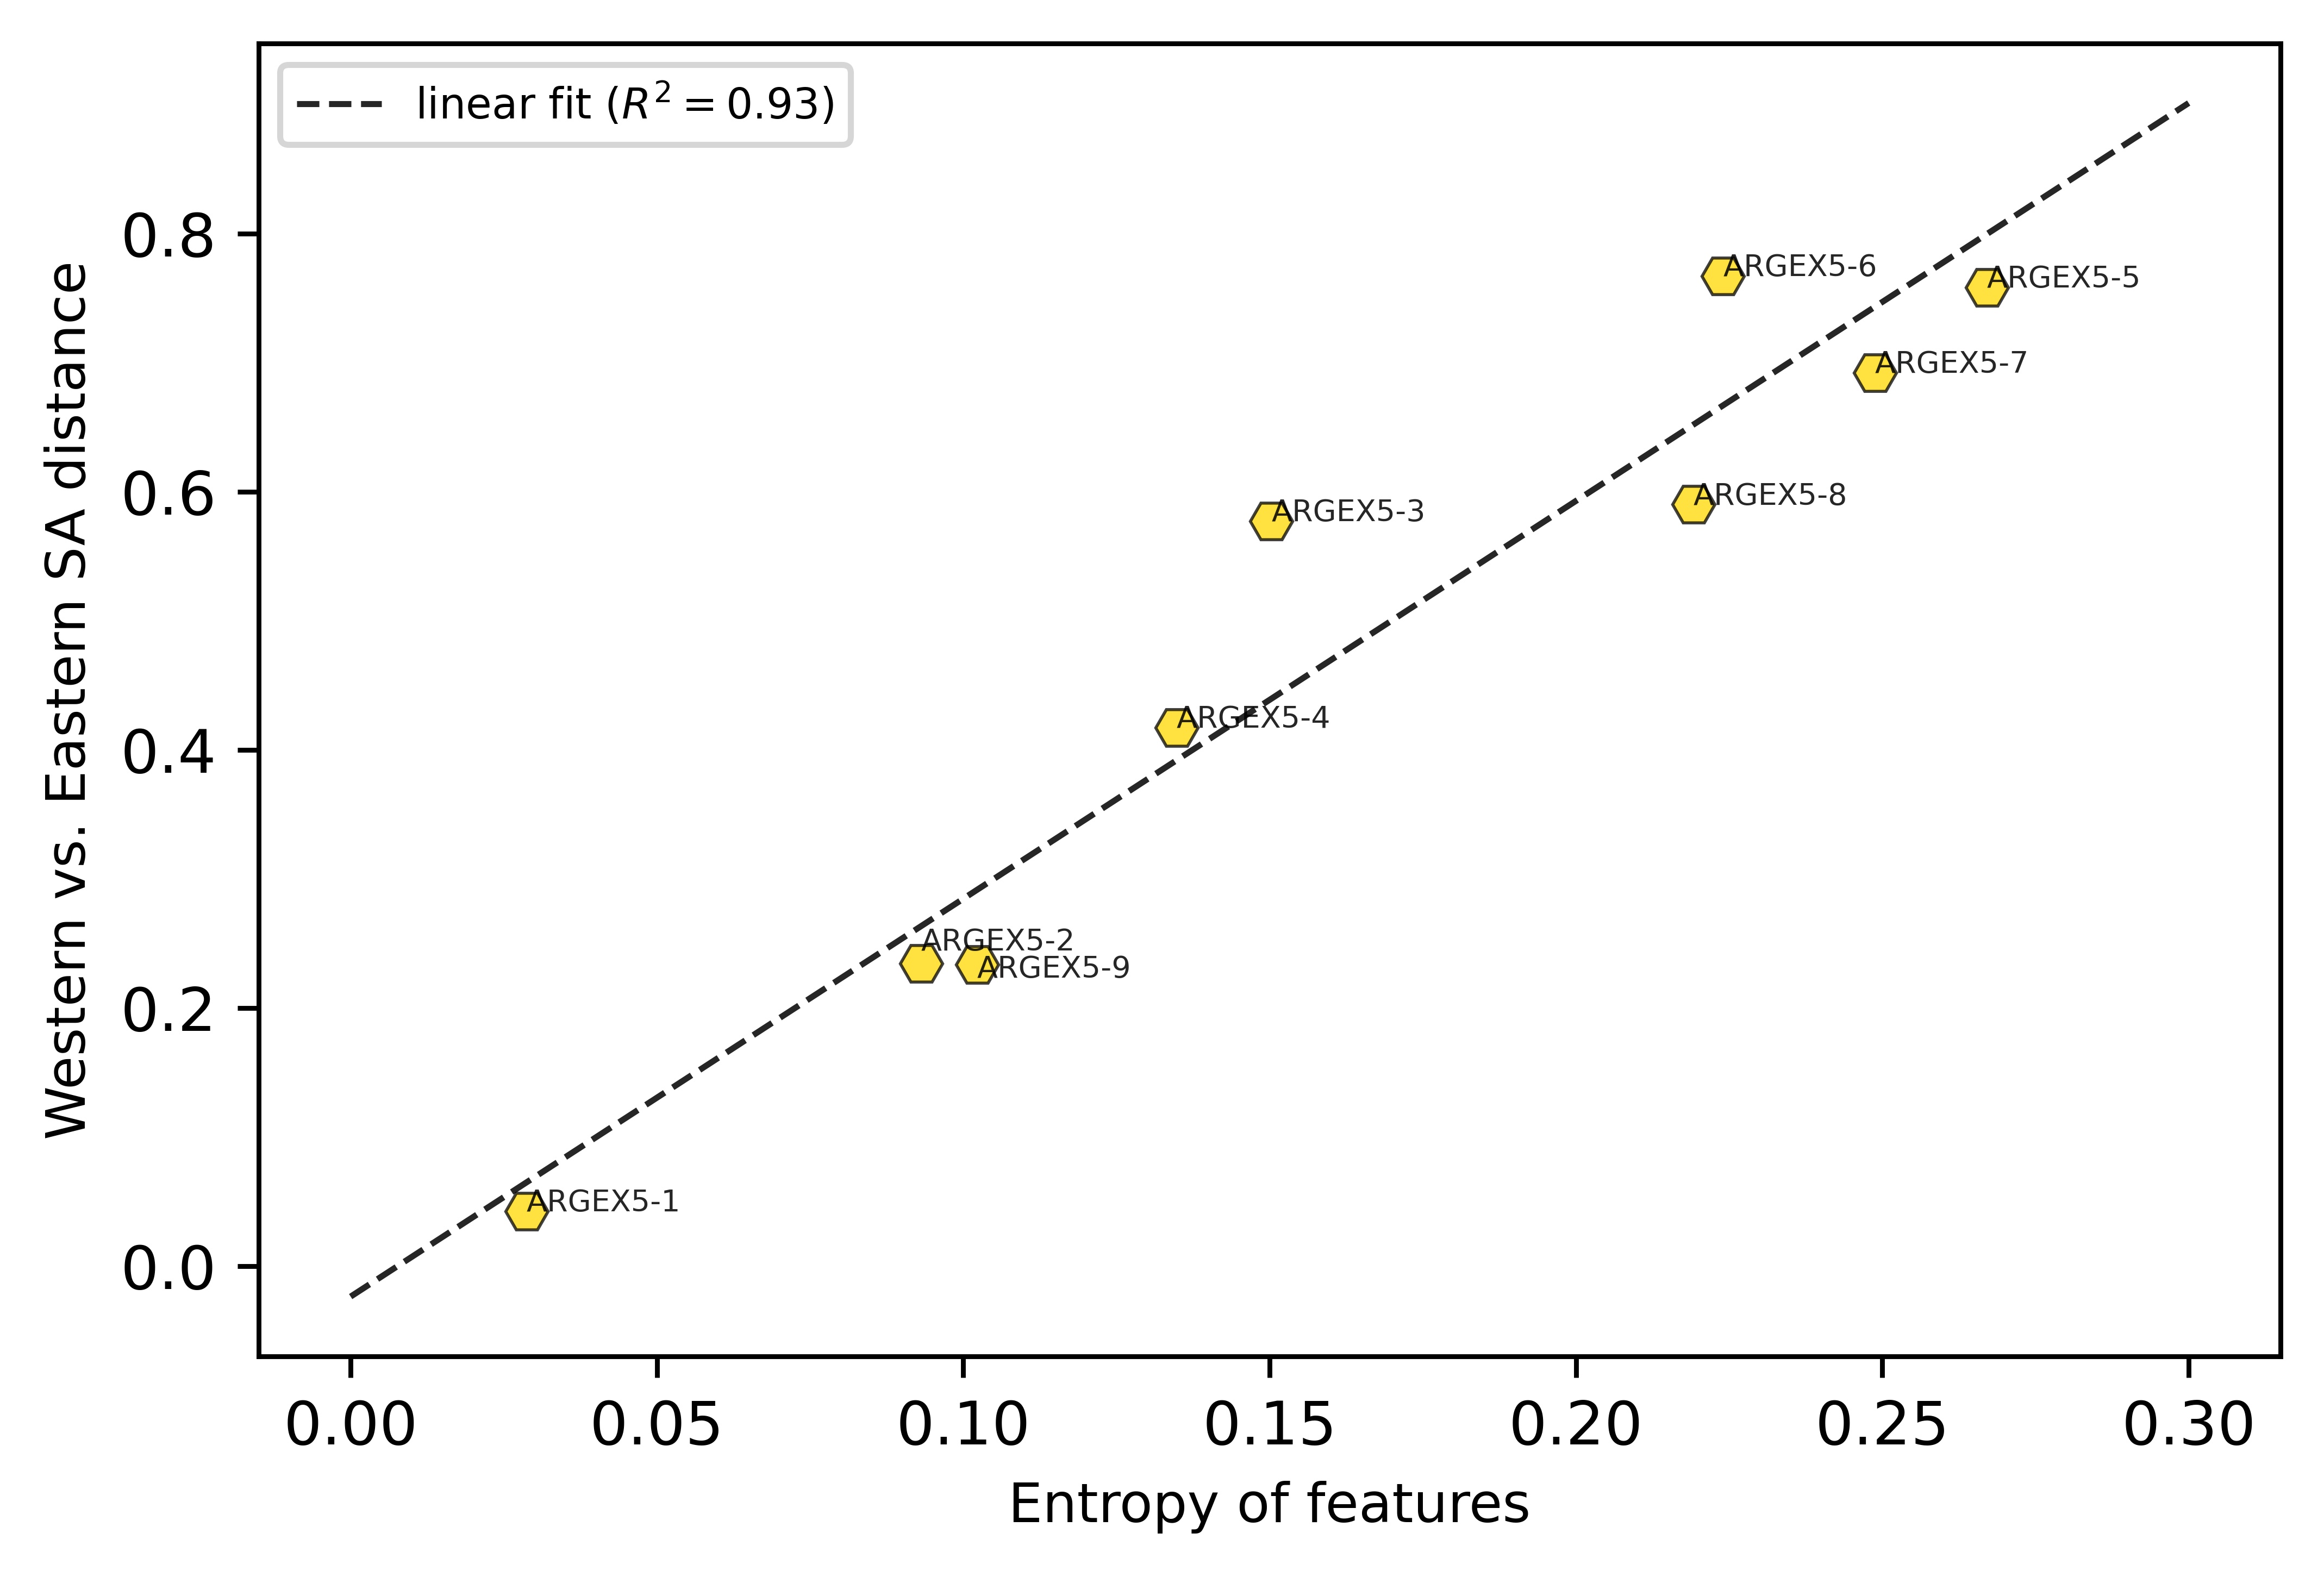 linear fit (R² = 0.93)
Western vs. Eastern SA distance
0.8
0.6
0.4
0.2
0.0
ARGEX5-6
ARGEX5-5
ARGEX5-7
ARGEX5-8
ARGEX5-3
ARGEX5-4
ARGEX5-2
ARGEX5-9
ARGEX5-1
0.00 0.05 0.10 0.15 0.20 0.25 0.30
Entropy of features